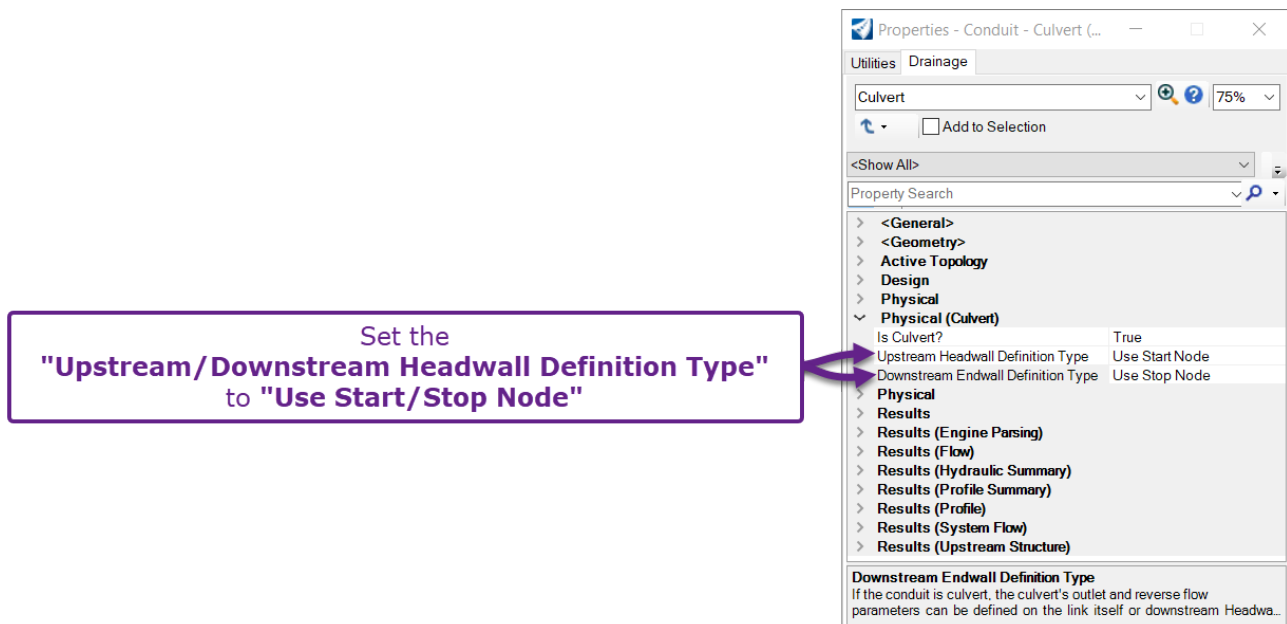 Properties - Conduit - Culvert (...
Utilities Drainage
Culvert 75%
Add to Selection
<Show All>
Property Search
<General>
<Geometry>
Active Topology
Design
Physical
Physical (Culvert)
Is Culvert? True
Upstream Headwall Definition Type Use Start Node
Downstream Endwall Definition Type Use Stop Node
Physical
Results
Results (Engine Parsing)
Results (Flow)
Results (Hydraulic Summary)
Results (Profile Summary)
Results (Profile)
Results (System Flow)
Results (Upstream Structure)
Downstream Endwall Definition Type
If the conduit is culvert, the culvert's outlet and reverse flow
parameters can be defined on the link itself or downstream Headwa...
Set the
"Upstream/Downstream Headwall Definition Type"
to "Use Start/Stop Node"